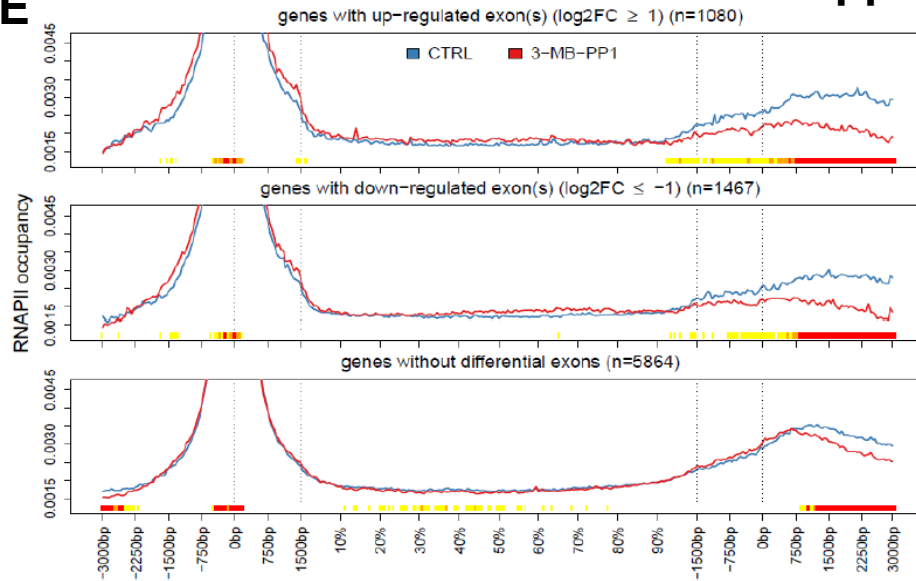 E
genes with up−regulated exon(s) (log2FC ≥ 1) (n=1080)
0.0015 0.0030 0.0045
CTRL 3−MB−PP1
genes with down−regulated exon(s) (log2FC ≤ −1) (n=1467)
0.0015 0.0030 0.0045
RNAPII occupancy
genes without differential exons (n=5864)
0.0015 0.0030 0.0045
−3000bp −2250bp −1500bp −750bp 0bp 750bp 1500bp 10% 20% 30% 40% 50% 60% 70% 80% 90% −1500bp −750bp 0bp 750bp 1500bp 2250bp 3000bp